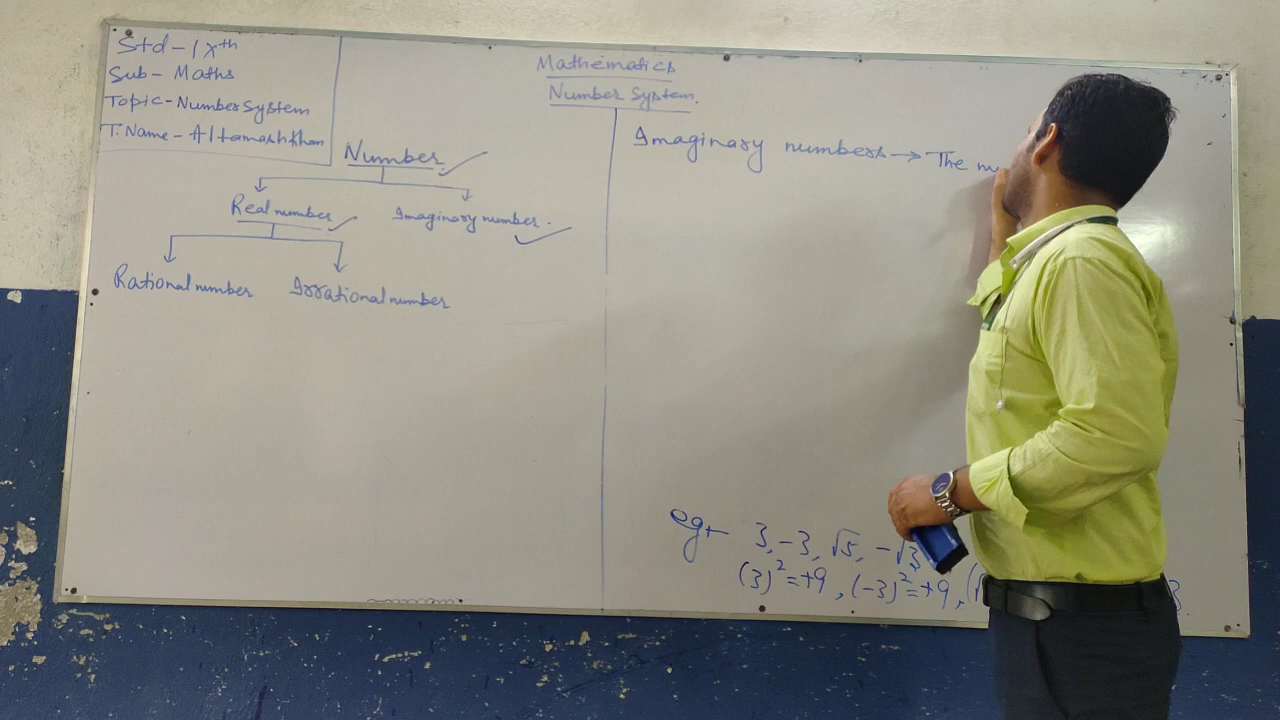 Std - IXth
Sub - Maths
Topic - Number System
T. Name - Altamash Khan
Number
Real number
Imaginary number.
Rational number
Irrational number
Mathematics
Number System.
Imaginary numbers → The
eg:- 3, -3, √5, -√3,
(3)² = +9, (-3)² = +9,